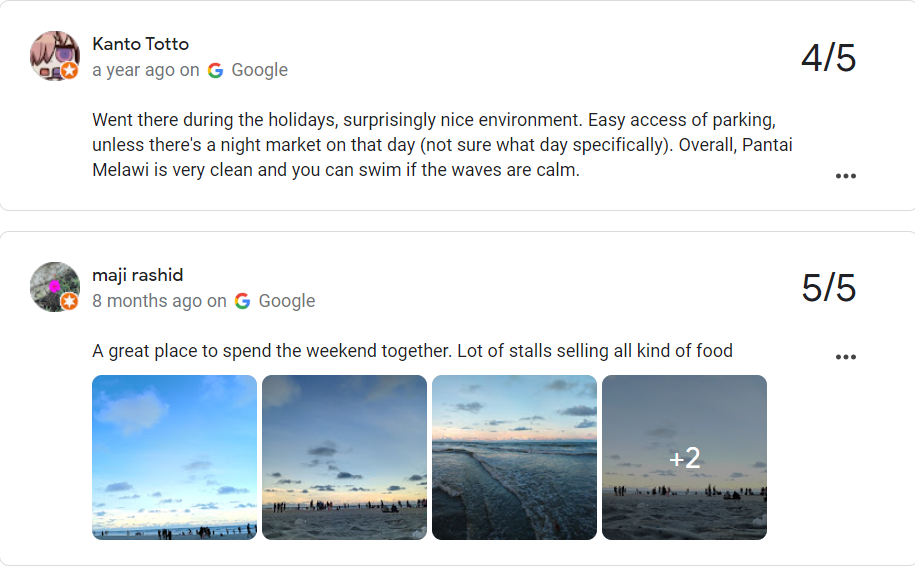 Kanto Totto
4/5
a year ago on Google
Went there during the holidays, surprisingly nice environment. Easy access of parking,
unless there's a night market on that day (not sure what day specifically). Overall, Pantai
Melawi is very clean and you can swim if the waves are calm.
maji rashid
5/5
8 months ago on Google
A great place to spend the weekend together. Lot of stalls selling all kind of food
+2